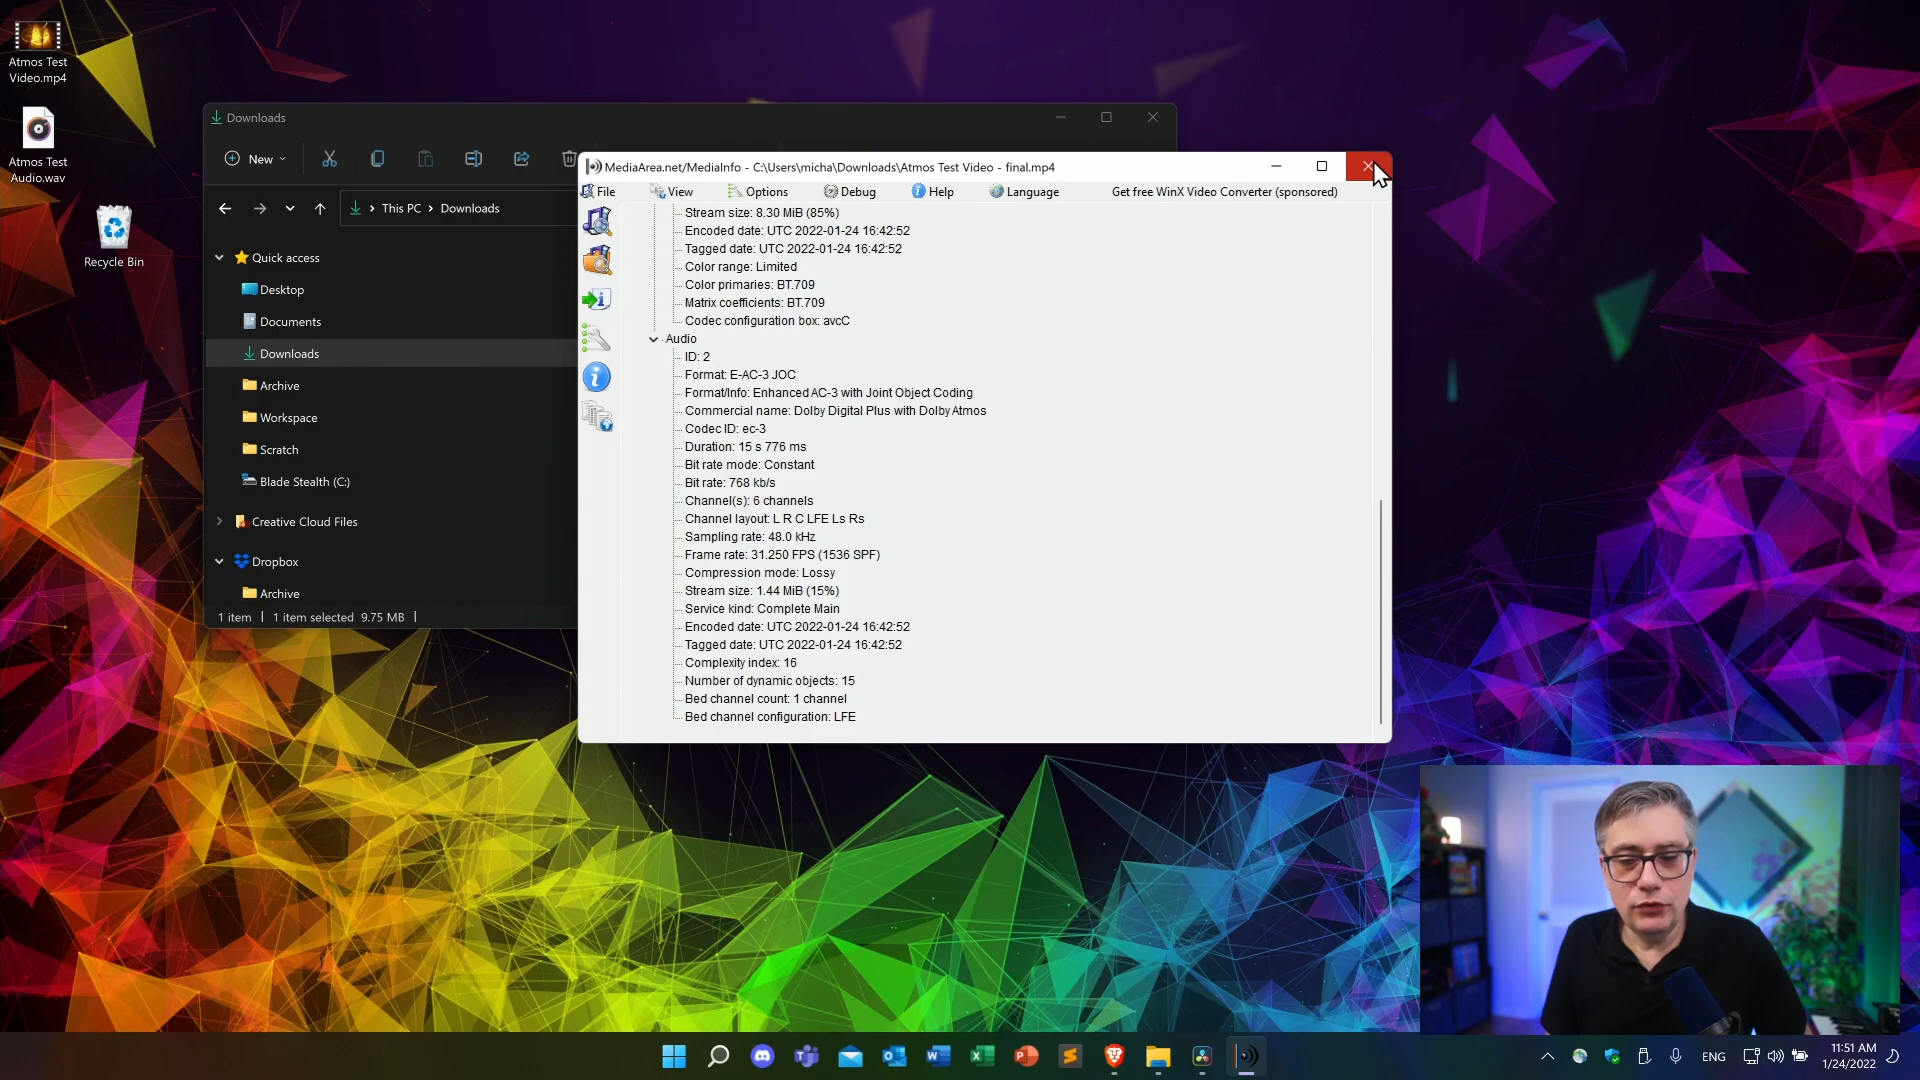 Atmos Test
Video.mp4
Atmos Test
Audio.wav
Recycle Bin
Downloads
New
This PC > Downloads
Quick access
Desktop
Documents
Downloads
Archive
Workspace
Scratch
Blade Stealth (C:)
Creative Cloud Files
Dropbox
Archive
1 item | 1 item selected 9.75 MB |
MediaArea.net/MediaInfo - C:\Users\micha\Downloads\Atmos Test Video - final.mp4
File View Options Debug Help Language Get free WinX Video Converter (sponsored)
Stream size: 8.30 MiB (85%)
Encoded date: UTC 2022-01-24 16:42:52
Tagged date: UTC 2022-01-24 16:42:52
Color range: Limited
Color primaries: BT.709
Matrix coefficients: BT.709
Codec configuration box: avcC
Audio
ID: 2
Format: E-AC-3 JOC
Format/Info: Enhanced AC-3 with Joint Object Coding
Commercial name: Dolby Digital Plus with Dolby Atmos
Codec ID: ec-3
Duration: 15 s 776 ms
Bit rate mode: Constant
Bit rate: 768 kb/s
Channel(s): 6 channels
Channel layout: L R C LFE Ls Rs
Sampling rate: 48.0 kHz
Frame rate: 31.250 FPS (1536 SPF)
Compression mode: Lossy
Stream size: 1.44 MiB (15%)
Service kind: Complete Main
Encoded date: UTC 2022-01-24 16:42:52
Tagged date: UTC 2022-01-24 16:42:52
Complexity index: 16
Number of dynamic objects: 15
Bed channel count: 1 channel
Bed channel configuration: LFE
ENG
11:51 AM
1/24/2022